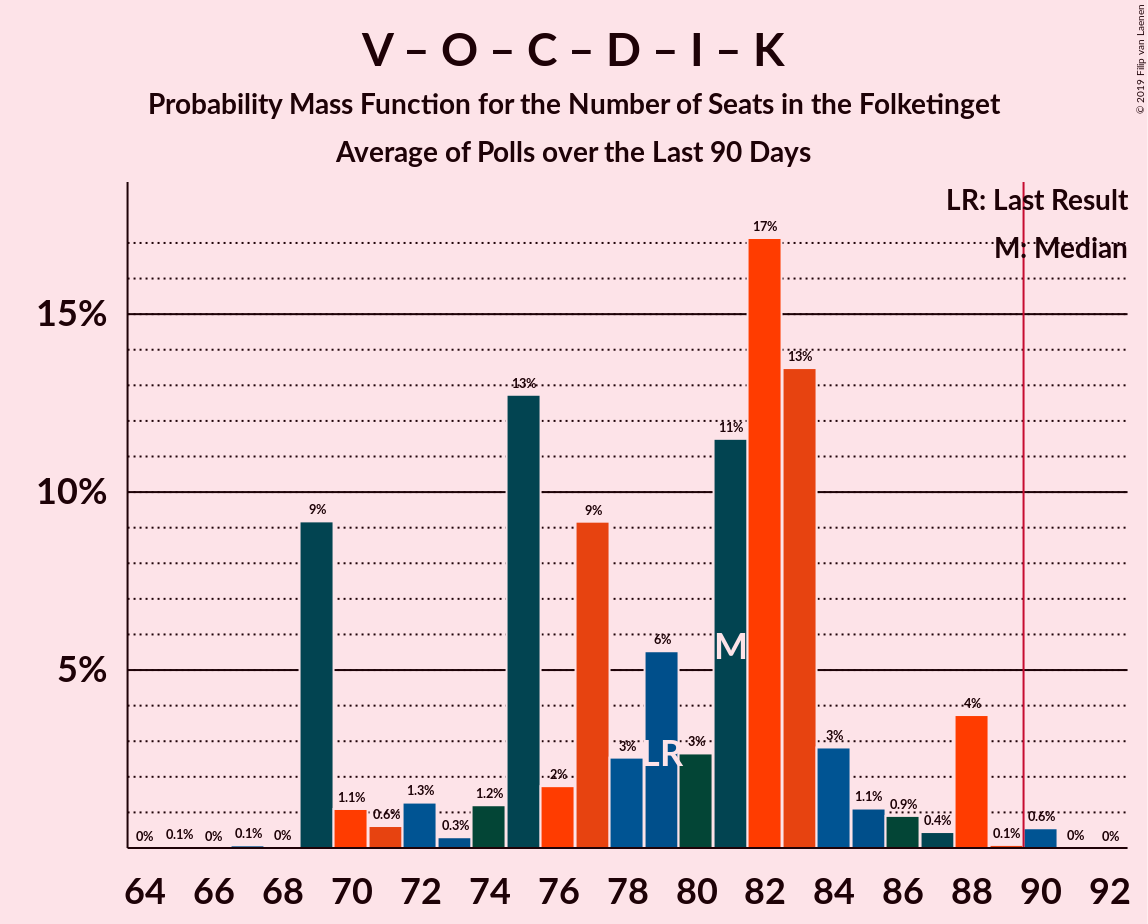 V – O – C – D – I – K
Probability Mass Function for the Number of Seats in the Folketinget
Average of Polls over the Last 90 Days
© 2019 Filip van Laenen
LR: Last Result
M: Median
15%
10%
5%
0% 0.1% 0% 0.1% 0% 9% 1.1% 0.6% 1.3% 0.3% 1.2% 13% 2% 9% 3% 6% 3% 11% 17% 13% 3% 1.1% 0.9% 0.4% 4% 0.1% 0.6% 0% 0%
LR
M
64 66 68 70 72 74 76 78 80 82 84 86 88 90 92